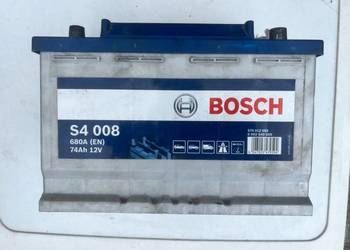 BOSCH
S4 008
680A (EN)
74Ah 12V